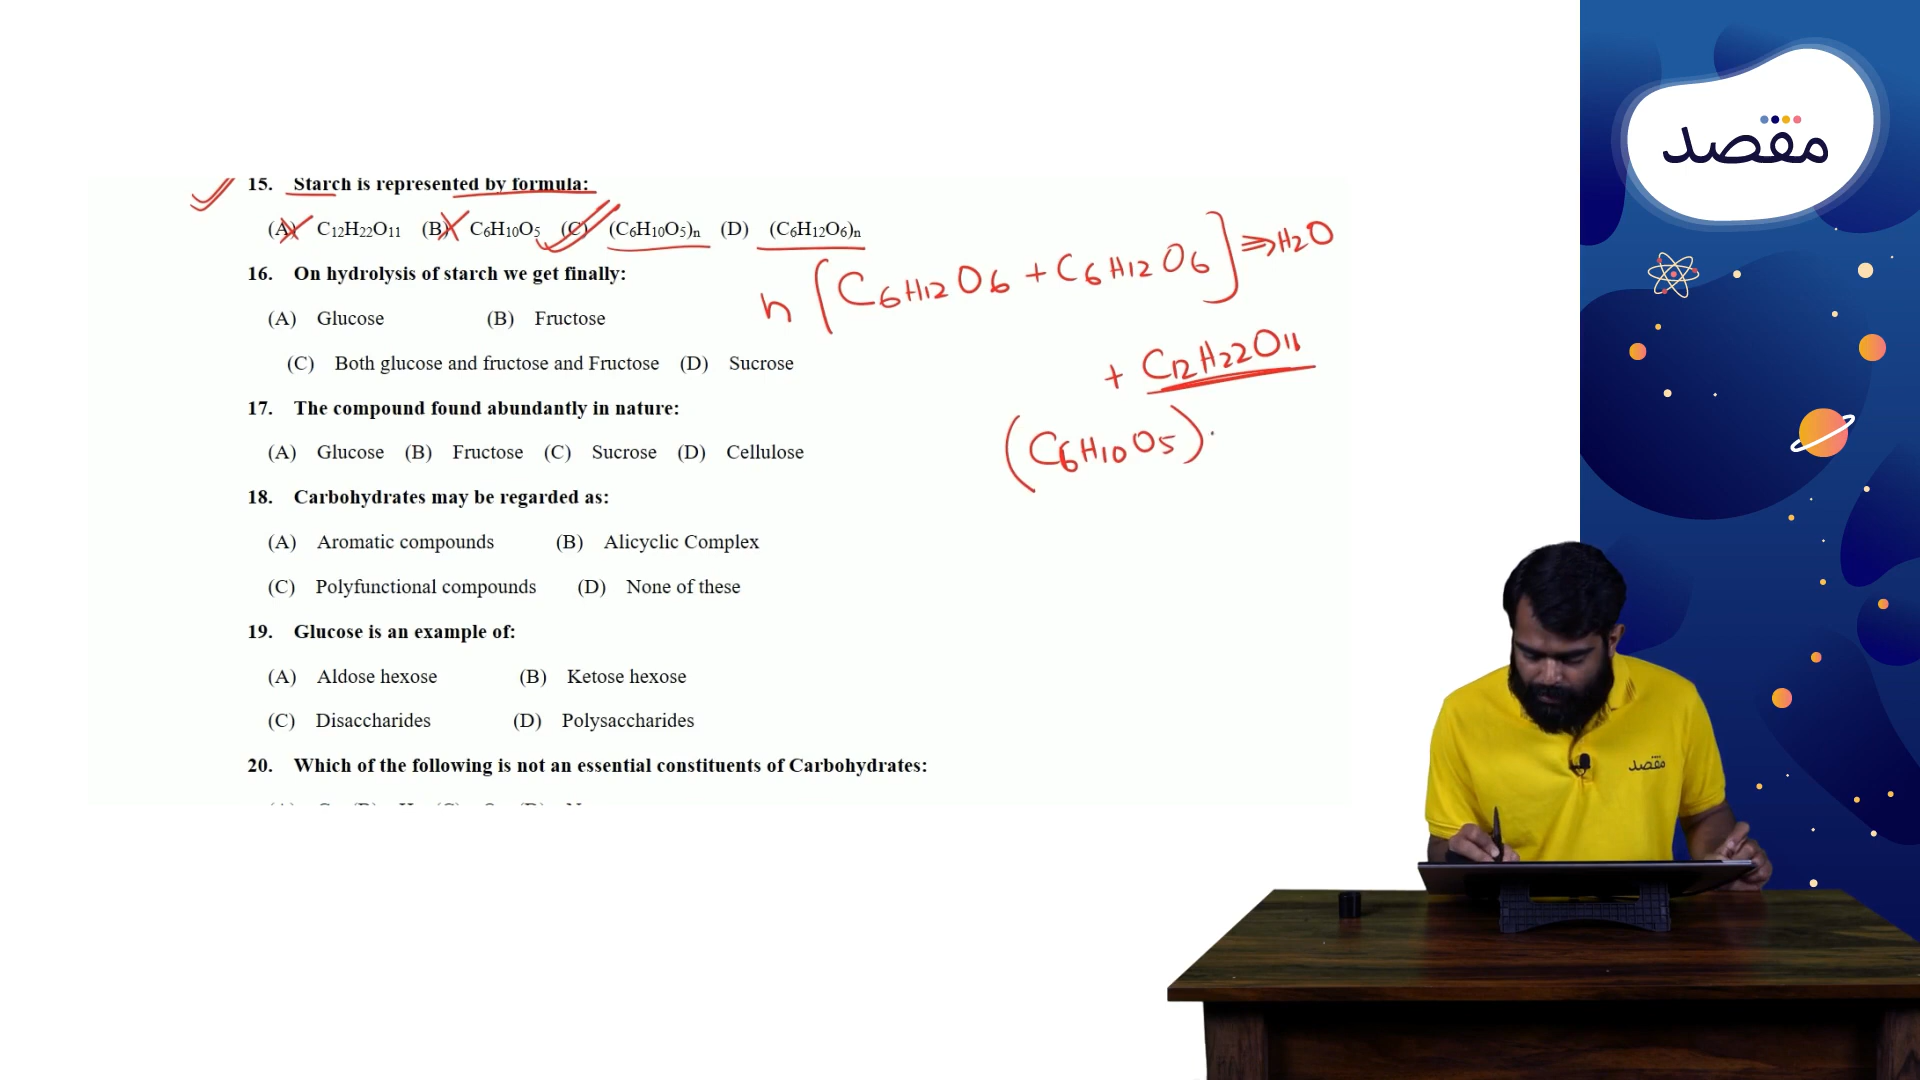 15. Starch is represented by formula:
(A) C12H22O11 (B) C6H10O5 (C) (C6H10O5)n (D) (C6H12O6)n
16. On hydrolysis of starch we get finally:
(A) Glucose (B) Fructose
(C) Both glucose and fructose and Fructose (D) Sucrose
17. The compound found abundantly in nature:
(A) Glucose (B) Fructose (C) Sucrose (D) Cellulose
18. Carbohydrates may be regarded as:
(A) Aromatic compounds (B) Alicyclic Complex
(C) Polyfunctional compounds (D) None of these
19. Glucose is an example of:
(A) Aldose hexose (B) Ketose hexose
(C) Disaccharides (D) Polysaccharides
20. Which of the following is not an essential constituents of Carbohydrates:
n [C6H12O6 + C6H12O6] ⇒ H2O
+ C12H22O11
(C6H10O5)
مقصد
مقصد